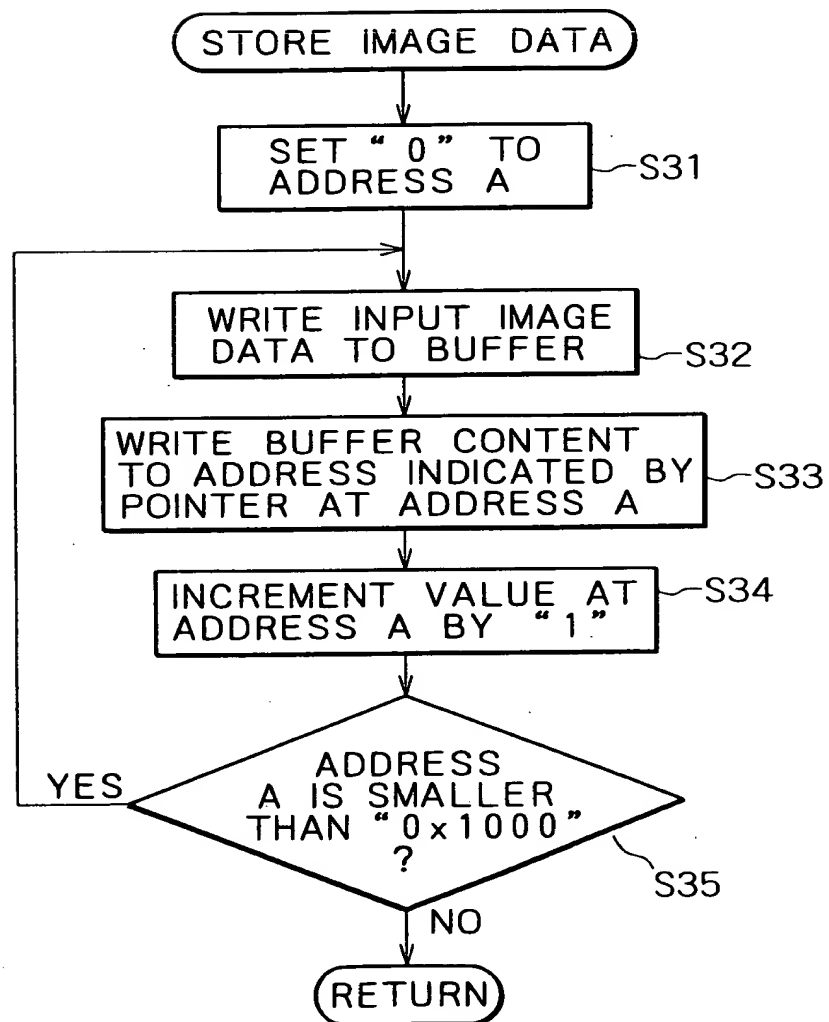 STORE IMAGE DATA
SET "0" TO
ADDRESS A
S31
WRITE INPUT IMAGE
DATA TO BUFFER
S32
WRITE BUFFER CONTENT
TO ADDRESS INDICATED BY
POINTER AT ADDRESS A
S33
INCREMENT VALUE AT
ADDRESS A BY "1"
S34
YES
ADDRESS
A IS SMALLER
THAN "0x1000"
?
S35
NO
RETURN